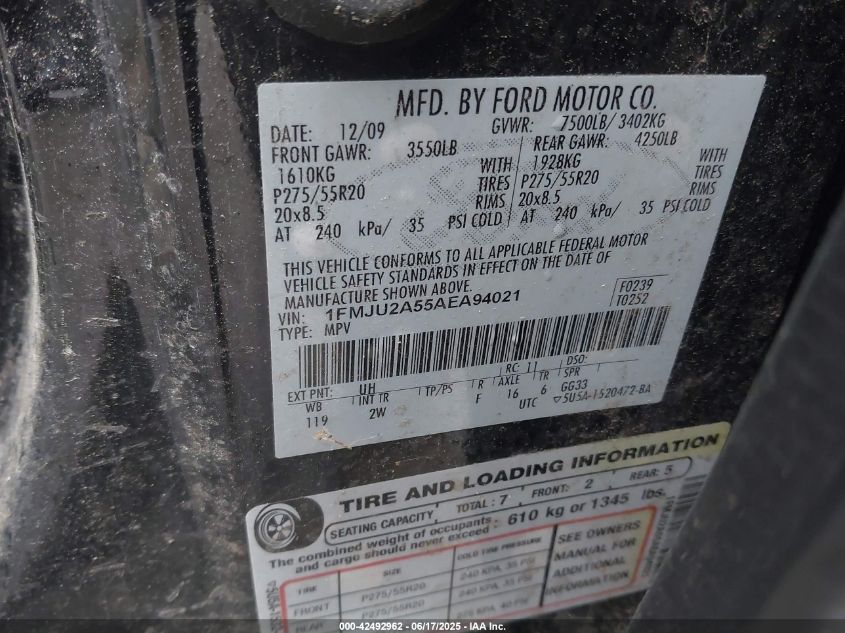 MFD. BY FORD MOTOR CO.
DATE: 12/09 GVWR: 7500LB/ 3402KG
FRONT GAWR: 3550LB REAR GAWR: 4250LB
1610KG WITH 1928KG WITH
P275/55R20 TIRES P275/55R20 TIRES
20x8.5 RIMS 20x8.5 RIMS
AT 240 kPa/ 35 PSI COLD AT 240 kPa/ 35 PSI COLD
THIS VEHICLE CONFORMS TO ALL APPLICABLE FEDERAL MOTOR
VEHICLE SAFETY STANDARDS IN EFFECT ON THE DATE OF
MANUFACTURE SHOWN ABOVE.
F0239
VIN: 1FMJU2A55AEA94021
T0252
TYPE: MPV
EXT PNT: UH RC: 11 DSO:
WB INT TR TP/PS R AXLE TR SPR
119 2W F 16 6 GG33
UTC ▽5U5A-1520472-BA
TIRE AND LOADING INFORMATION
SEATING CAPACITY TOTAL: 7 FRONT: 2 REAR: 5
The combined weight of occupants and cargo should never exceed: 610 kg or 1345 lbs.
TIRE SIZE COLD TIRE PRESSURE
FRONT P275/55R20 240 KPA, 35 PSI
REAR P275/55R20 240 KPA, 35 PSI
SEE OWNERS
MANUAL FOR
ADDITIONAL
INFORMATION
000-42492962 - 06/17/2025 - IAA Inc.